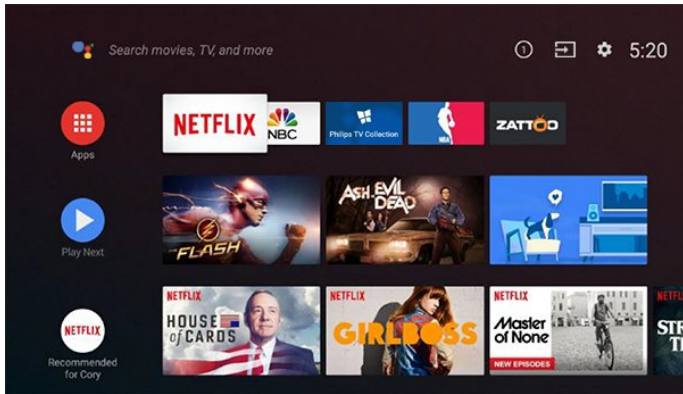 Search movies, TV, and more
1
5:20
Apps
NETFLIX
NBC
Philips TV Collection
NBA
ZATTOO
Play Next
FLASH
ASH VS EVIL DEAD
NETFLIX
Recommended
for Cory
NETFLIX
HOUSE
of CARDS
NETFLIX
GIRLBOSS
NETFLIX
Master
of None
NEW EPISODES